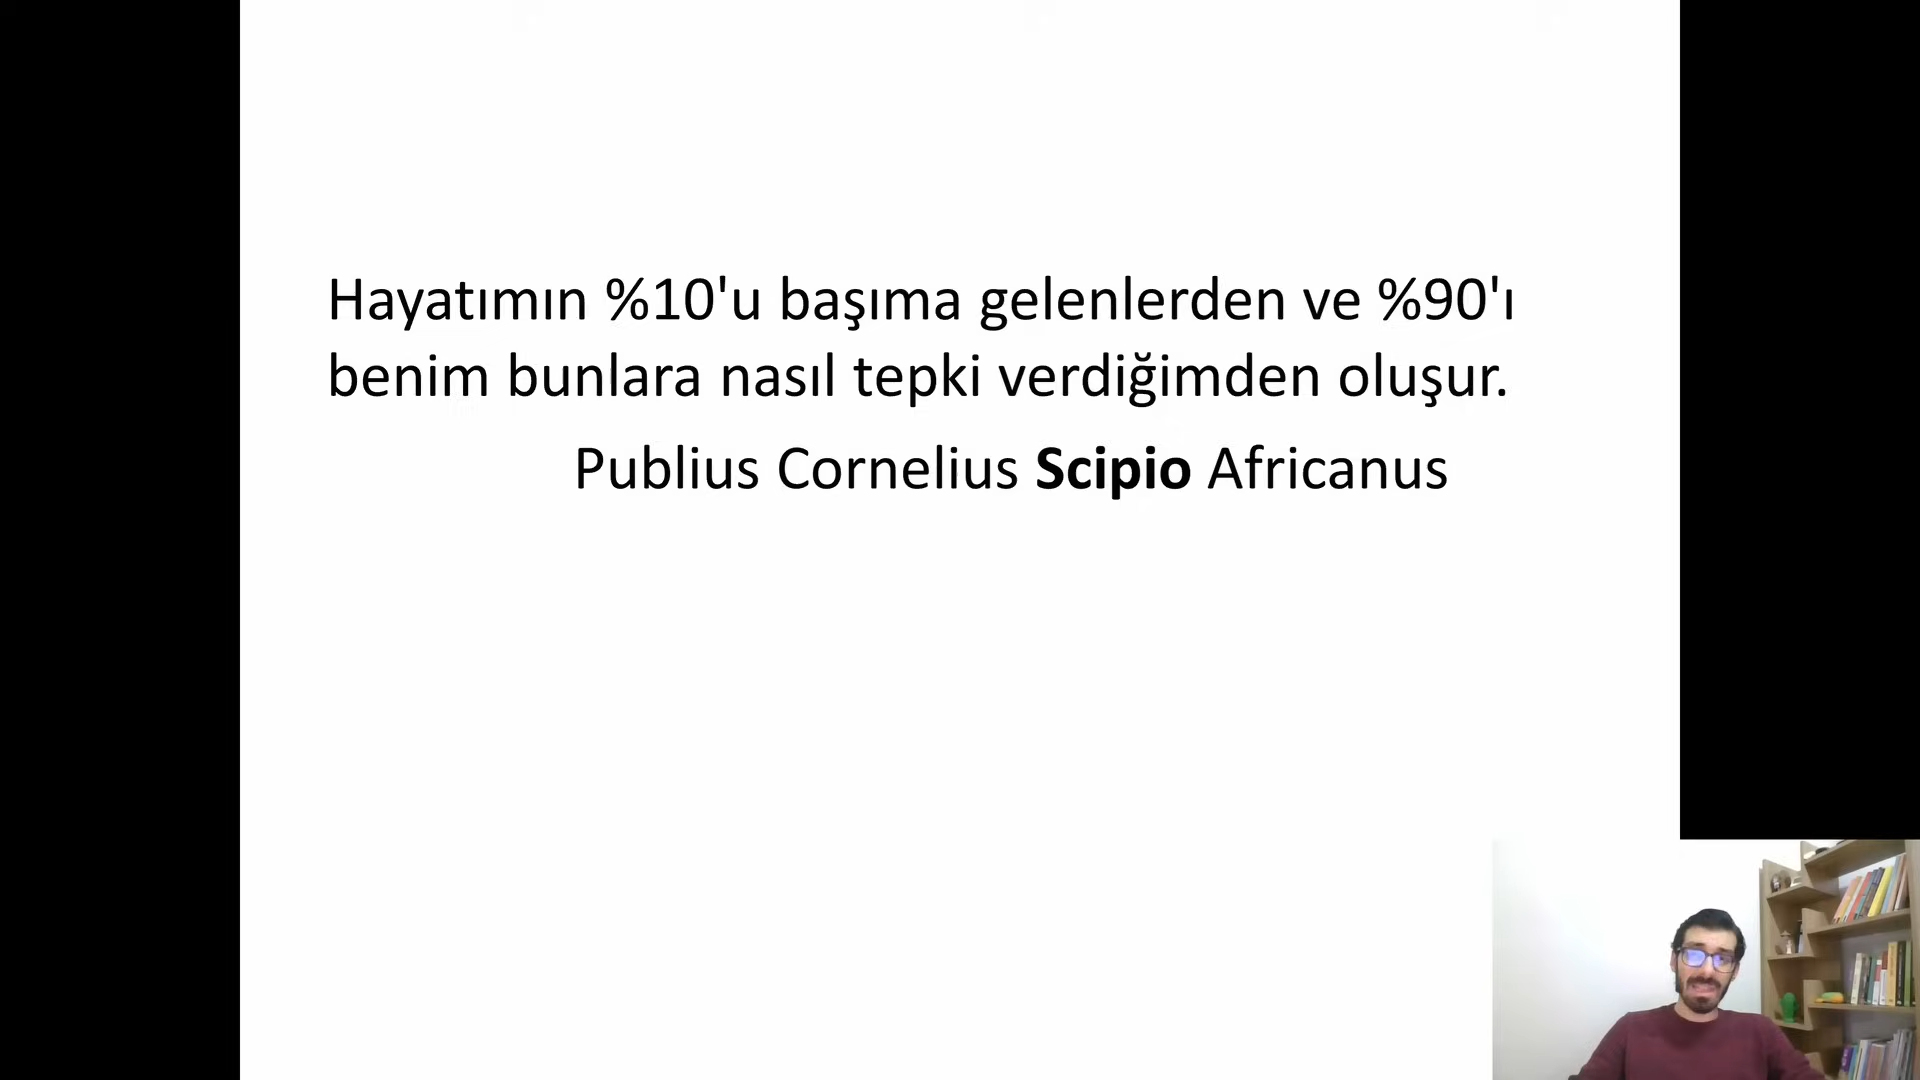 Hayatımın %10'u başıma gelenlerden ve %90'ı
benim bunlara nasıl tepki verdiğimden oluşur.
Publius Cornelius Scipio Africanus